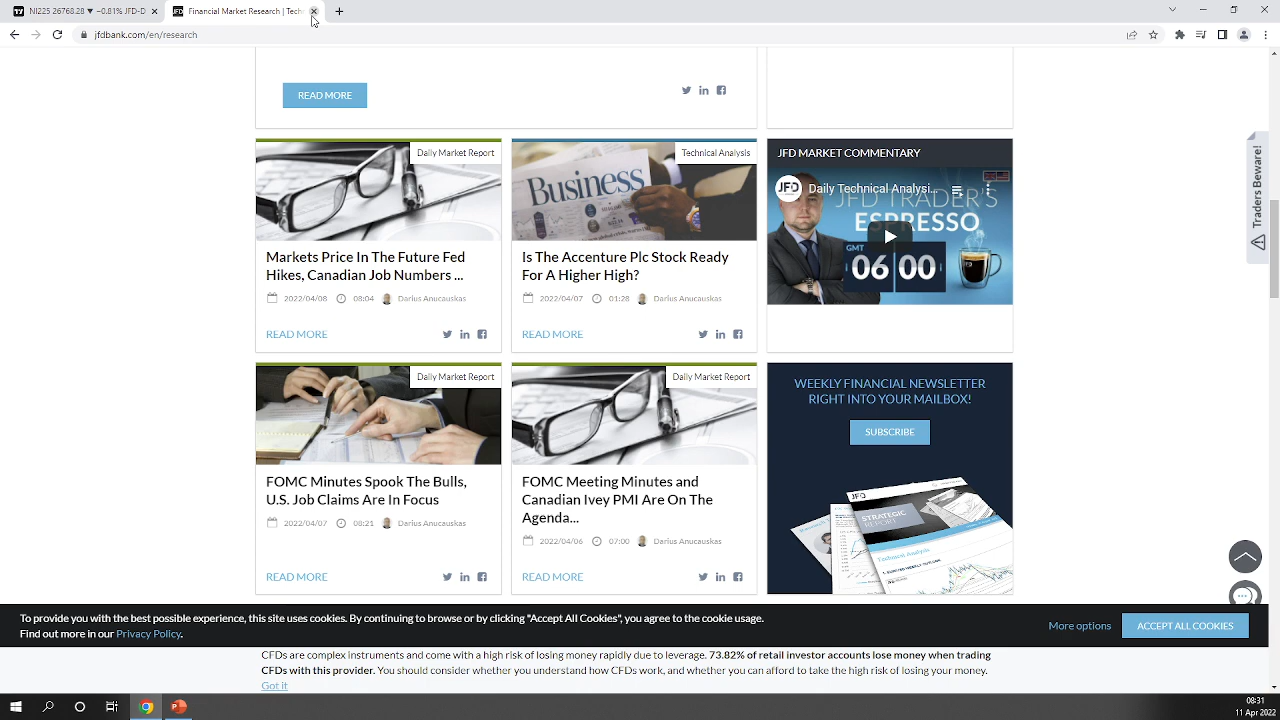 NI225 26768.28 ▼ −0.81% JFD-D
JFD Financial Market Research | Tech
jfdbank.com/en/research
READ MORE
Daily Market Report
Markets Price In The Future Fed
Hikes, Canadian Job Numbers ...
2022/04/08 08:04 Darius Anucauskas
READ MORE
Technical Analysis
Business
Is The Accenture Plc Stock Ready
For A Higher High?
2022/04/07 01:28 Darius Anucauskas
READ MORE
JFD MARKET COMMENTARY
JFD
Daily Technical Analysi...
JFD TRADER'S
ESPRESSO
GMT
06 00
JFD
Daily Market Report
FOMC Minutes Spook The Bulls,
U.S. Job Claims Are In Focus
2022/04/07 08:21 Darius Anucauskas
READ MORE
Daily Market Report
FOMC Meeting Minutes and
Canadian Ivey PMI Are On The
Agenda...
2022/04/06 07:00 Darius Anucauskas
READ MORE
WEEKLY FINANCIAL NEWSLETTER
RIGHT INTO YOUR MAILBOX!
SUBSCRIBE
JFD
STRATEGIC
REPORT
Technical Analysis
Traders Beware!
To provide you with the best possible experience, this site uses cookies. By continuing to browse or by clicking "Accept All Cookies", you agree to the cookie usage.
Find out more in our Privacy Policy.
More options
ACCEPT ALL COOKIES
CFDs are complex instruments and come with a high risk of losing money rapidly due to leverage. 73.82% of retail investor accounts lose money when trading
CFDs with this provider. You should consider whether you understand how CFDs work, and whether you can afford to take the high risk of losing your money.
Got it
08:31
11 Apr 2022